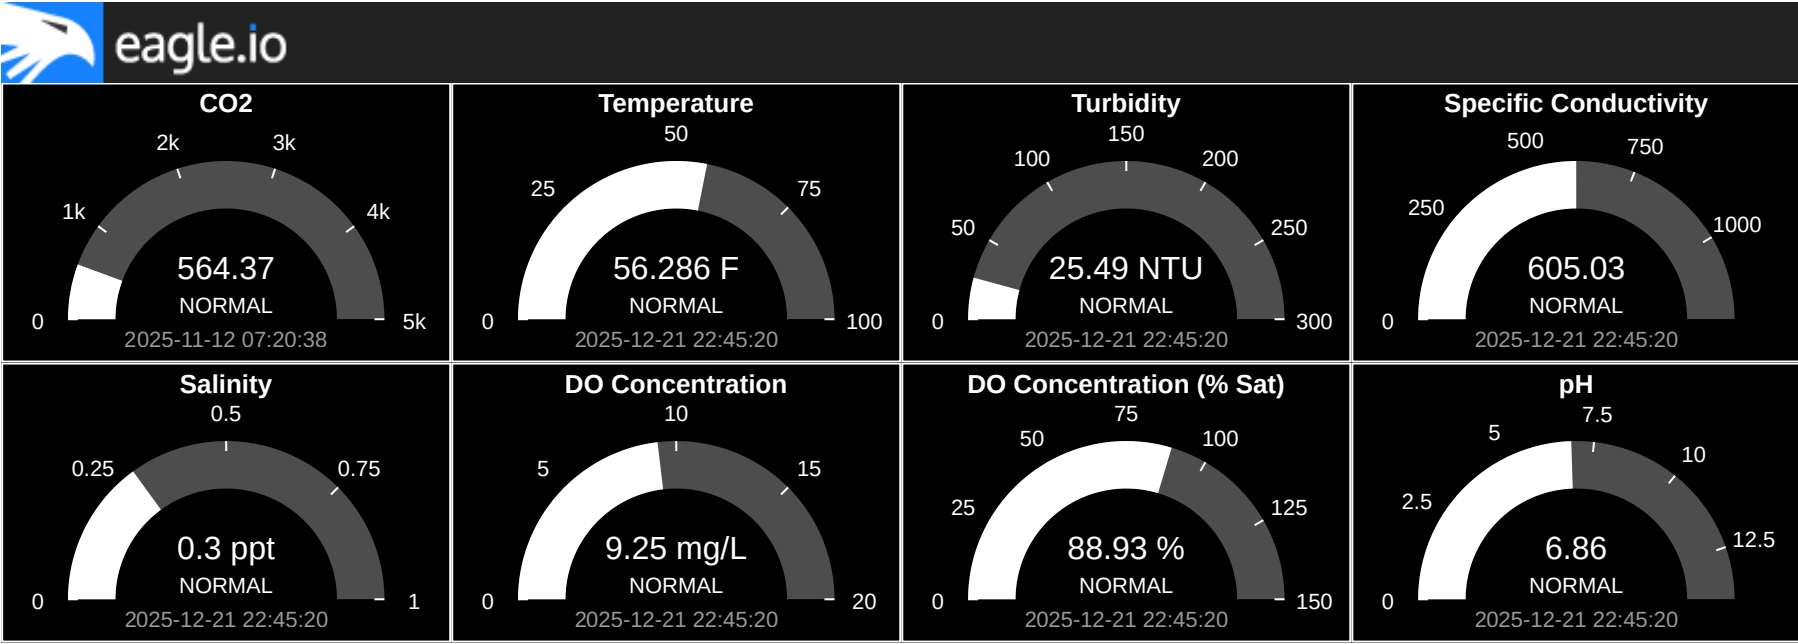 eagle.io
CO2
0
1k
2k
3k
4k
5k
564.37
NORMAL
2025-11-12 07:20:38
Temperature
0
25
50
75
100
56.286 F
NORMAL
2025-12-21 22:45:20
Turbidity
0
50
100
150
200
250
300
25.49 NTU
NORMAL
2025-12-21 22:45:20
Specific Conductivity
0
250
500
750
1000
605.03
NORMAL
2025-12-21 22:45:20
Salinity
0
0.25
0.5
0.75
1
0.3 ppt
NORMAL
2025-12-21 22:45:20
DO Concentration
0
5
10
15
20
9.25 mg/L
NORMAL
2025-12-21 22:45:20
DO Concentration (% Sat)
0
25
50
75
100
125
150
88.93 %
NORMAL
2025-12-21 22:45:20
pH
0
2.5
5
7.5
10
12.5
6.86
NORMAL
2025-12-21 22:45:20